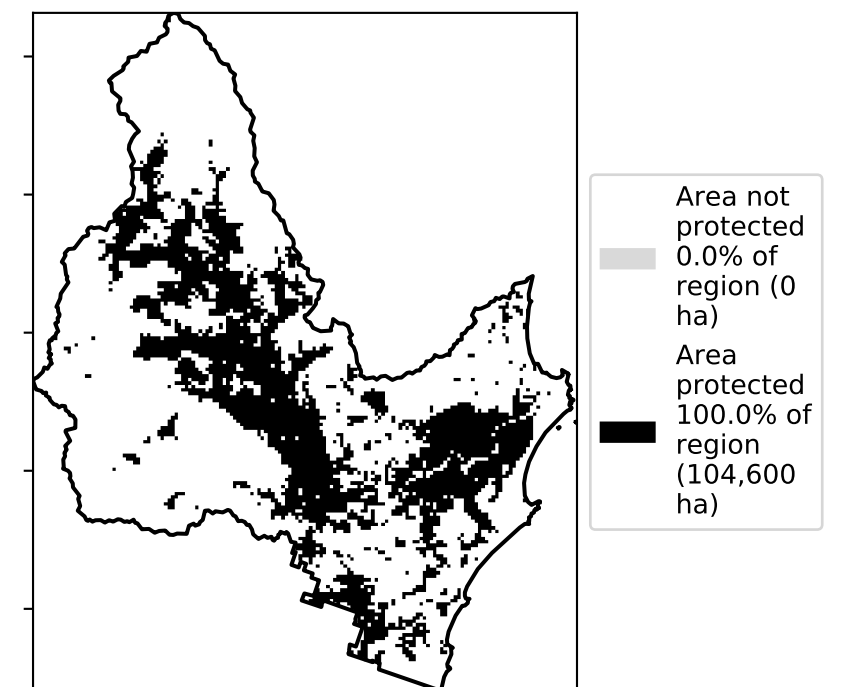 Area not
protected
0.0% of
region (0
ha)
Area
protected
100.0% of
region
(104,600
ha)